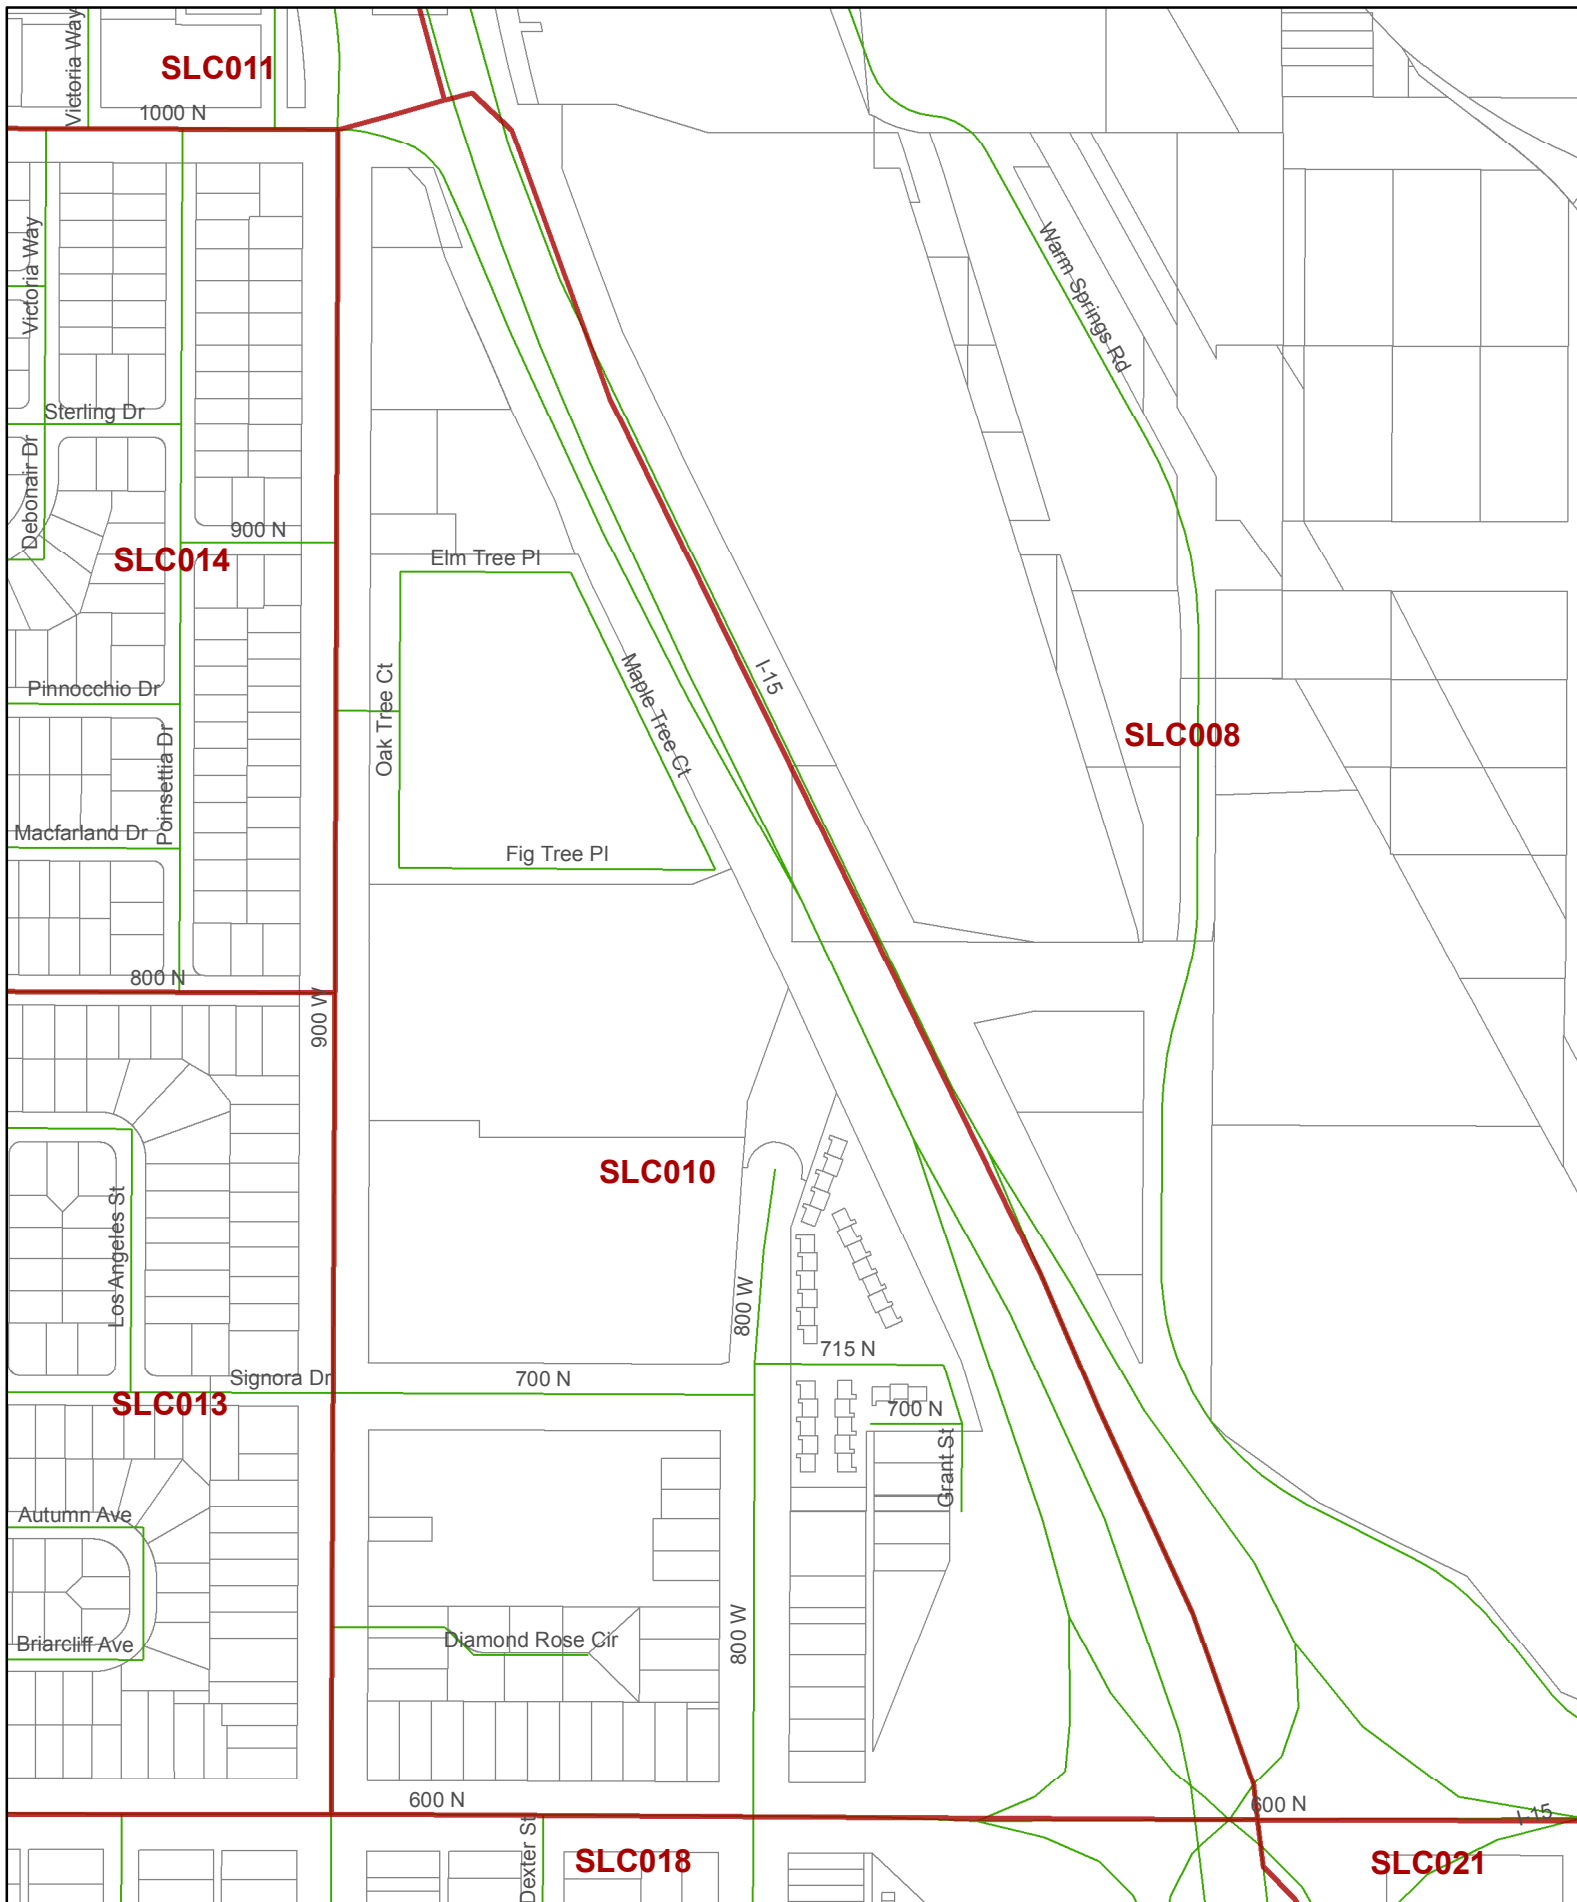 Victoria Way
SLC011
1000 N
Victoria Way
Warm Springs Rd
Sterling Dr
Debonair Dr
900 N
SLC014
Elm Tree Pl
Maple Tree Ct
I-15
Oak Tree Ct
Pinnocchio Dr
Poinsettia Dr
SLC008
Macfarland Dr
Fig Tree Pl
800 N
900 W
SLC010
Los Angeles St
800 W
715 N
Signora Dr
700 N
SLC013
700 N
Grant St
Autumn Ave
Diamond Rose Cir
800 W
Briarcliff Ave
600 N
600 N
I-15
Dexter St
SLC018
SLC021